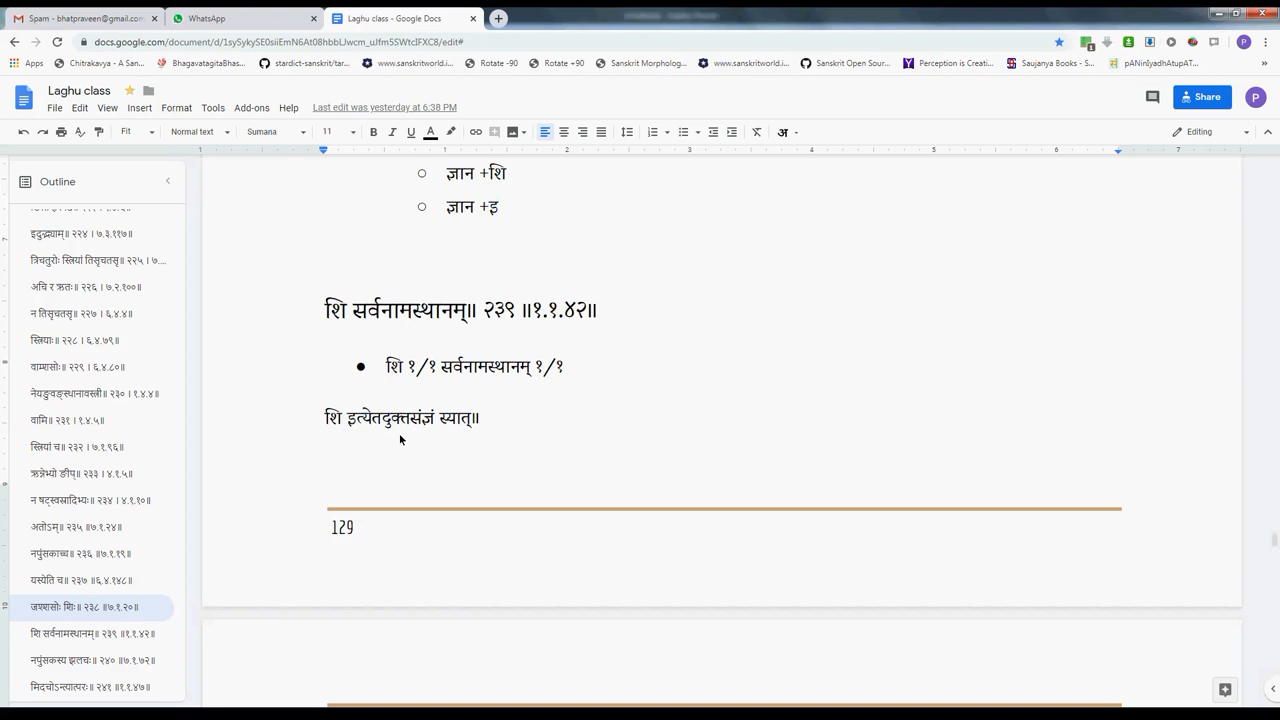 Spam - bhatpraveen@gmail.com
WhatsApp
Laghu class - Google Docs
docs.google.com/document/d/1sySykySE0siiEmN6At08hbbLJwcm_uJfm5SWtcIFXC8/edit#
Apps
Chitrakavya - A San...
BhagavatagitaBhas...
stardict-sanskrit/tar...
www.sanskritworld.i...
Rotate -90
Rotate +90
Sanskrit Morpholog...
www.sanskritworld.i...
Sanskrit Open Sour...
Perception is Creati...
Saujanya Books - S...
pANinIyadhAtupAT...
Laghu class
File Edit View Insert Format Tools Add-ons Help Last edit was yesterday at 6:38 PM
Share
Fit Normal text Sumana 11 Editing
Outline
इदुद्भ्याम्॥ २२४ । ७.३.११७॥
त्रिचतुरोः स्त्रियां तिसृचतसृ॥ २२५ । ७....
अचि र ऋतः॥ २२६ । ७.२.१००॥
न तिसृचतसृ॥ २२७ । ६.४.४॥
स्त्रियाः॥ २२८ । ६.४.७९॥
वाम्शसोः॥ २२९ । ६.४.८०॥
नेयङुवङ्स्थानावस्त्री॥ २३० । १.४.४॥
वामि॥ २३१ । १.४.५॥
स्त्रियां च॥ २३२ । ७.१.९६॥
ऋन्नेभ्यो ङीप्॥ २३३ । ४.१.५॥
न षट्स्वस्रादिभ्यः॥ २३४ । ४.१.१०॥
अतोऽम्॥ २३५ ॥७.१.२४॥
नपुंसकाच्च॥ २३६ ॥७.१.१९॥
यस्येति च॥ २३७ ॥६.४.१४८॥
जश्शसोः शिः॥ २३८ ॥७.१.२०॥
शि सर्वनामस्थानम्॥ २३९ ॥१.१.४२॥
नपुंसकस्य झलचः॥ २४० ॥७.१.७२॥
मिदचोऽन्त्यात्परः॥ २४१ ॥१.१.४७॥
ज्ञान +शि
ज्ञान +इ
शि सर्वनामस्थानम्॥ २३९ ॥१.१.४२॥
शि १/१ सर्वनामस्थानम् १/१
शि इत्येतदुक्तसंज्ञं स्यात्॥
129